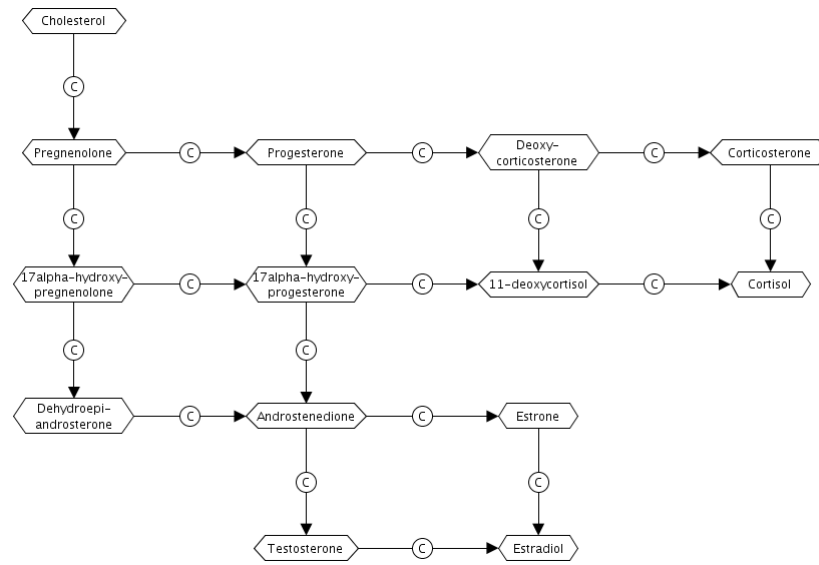 Cholesterol
C
Pregnenolone
C
Progesterone
C
Deoxy-
corticosterone
C
Corticosterone
C
C
C
C
17alpha-hydroxy-
pregnenolone
C
17alpha-hydroxy-
progesterone
C
11-deoxycortisol
C
Cortisol
C
C
Dehydroepi-
androsterone
C
Androstenedione
C
Estrone
C
C
Testosterone
C
Estradiol